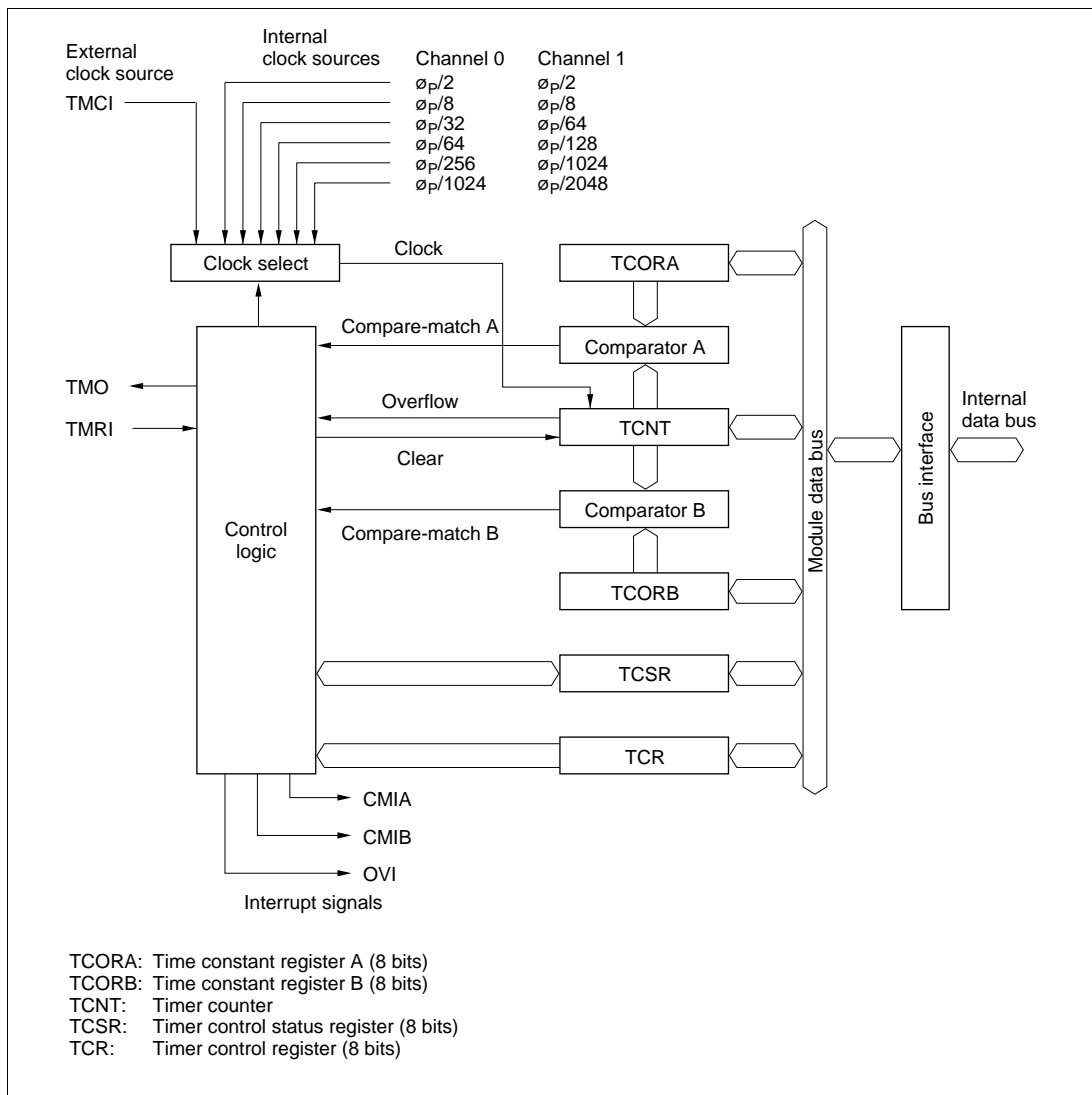 External
clock source
TMCI
Internal
clock sources
Channel 0
Channel 1
øP/2
øP/2
øP/8
øP/8
øP/32
øP/64
øP/64
øP/128
øP/256
øP/1024
øP/1024
øP/2048
Clock select
Clock
TCORA
Compare-match A
Comparator A
TMO
TMRI
Overflow
TCNT
Clear
Internal
data bus
Module data bus
Bus interface
Control
logic
Comparator B
Compare-match B
TCORB
TCSR
TCR
CMIA
CMIB
OVI
Interrupt signals
TCORA: Time constant register A (8 bits)
TCORB: Time constant register B (8 bits)
TCNT: Timer counter
TCSR: Timer control status register (8 bits)
TCR: Timer control register (8 bits)